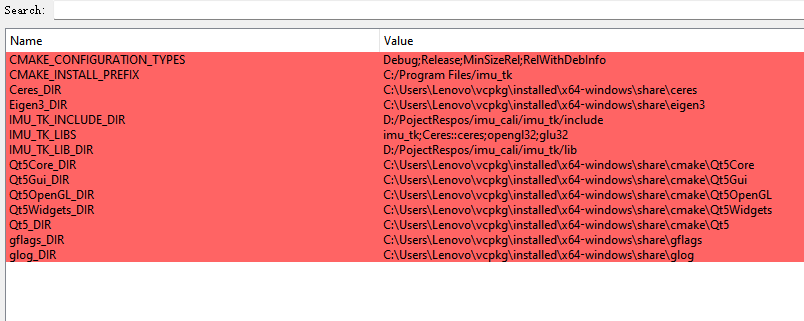 Search:
Name Value
CMAKE_CONFIGURATION_TYPES Debug;Release;MinSizeRel;RelWithDebInfo
CMAKE_INSTALL_PREFIX C:/Program Files/imu_tk
Ceres_DIR C:\Users\Lenovo\vcpkg\installed\x64-windows\share\ceres
Eigen3_DIR C:\Users\Lenovo\vcpkg\installed\x64-windows\share\eigen3
IMU_TK_INCLUDE_DIR D:/PojectRespos/imu_cali/imu_tk/include
IMU_TK_LIBS imu_tk;Ceres::ceres;opengl32;glu32
IMU_TK_LIB_DIR D:/PojectRespos/imu_cali/imu_tk/lib
Qt5Core_DIR C:\Users\Lenovo\vcpkg\installed\x64-windows\share\cmake\Qt5Core
Qt5Gui_DIR C:\Users\Lenovo\vcpkg\installed\x64-windows\share\cmake\Qt5Gui
Qt5OpenGL_DIR C:\Users\Lenovo\vcpkg\installed\x64-windows\share\cmake\Qt5OpenGL
Qt5Widgets_DIR C:\Users\Lenovo\vcpkg\installed\x64-windows\share\cmake\Qt5Widgets
Qt5_DIR C:\Users\Lenovo\vcpkg\installed\x64-windows\share\cmake\Qt5
gflags_DIR C:\Users\Lenovo\vcpkg\installed\x64-windows\share\gflags
glog_DIR C:\Users\Lenovo\vcpkg\installed\x64-windows\share\glog